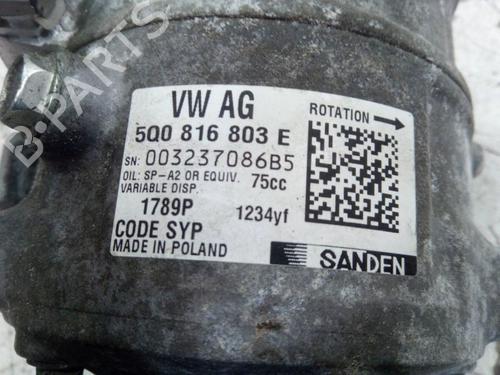 B-PARTS
VW AG
5Q0 816 803 E
SN: 003237086B5
OIL: SP-A2 OR EQUIV. 75cc
VARIABLE DISP.
1789P 1234yf
CODE SYP
MADE IN POLAND
ROTATION
SANDEN